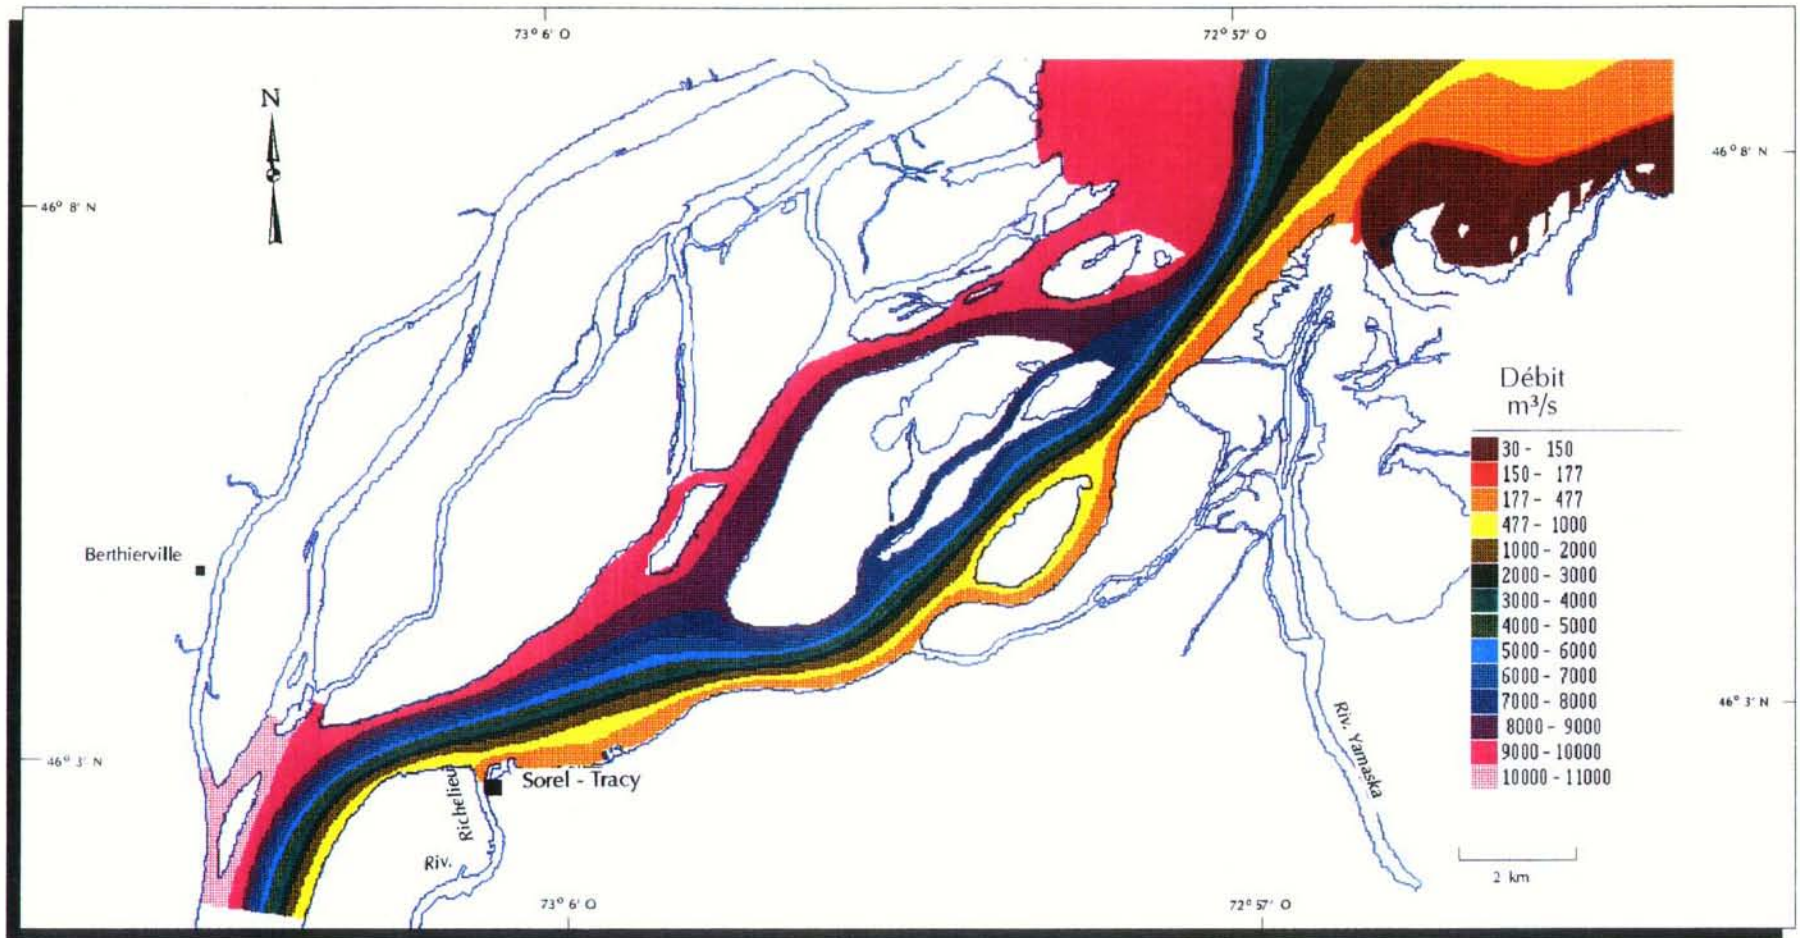 73° 6' O
72° 57' O
N
46° 8' N
46° 8' N
Débit
m³/s
30 - 150
150 - 177
177 - 477
477 - 1000
1000 - 2000
2000 - 3000
3000 - 4000
4000 - 5000
5000 - 6000
6000 - 7000
7000 - 8000
8000 - 9000
9000 - 10000
10000 - 11000
Berthierville
46° 3' N
46° 3' N
Sorel - Tracy
Riv. Richelieu
Riv. Yamaska
2 km
73° 6' O
72° 57' O